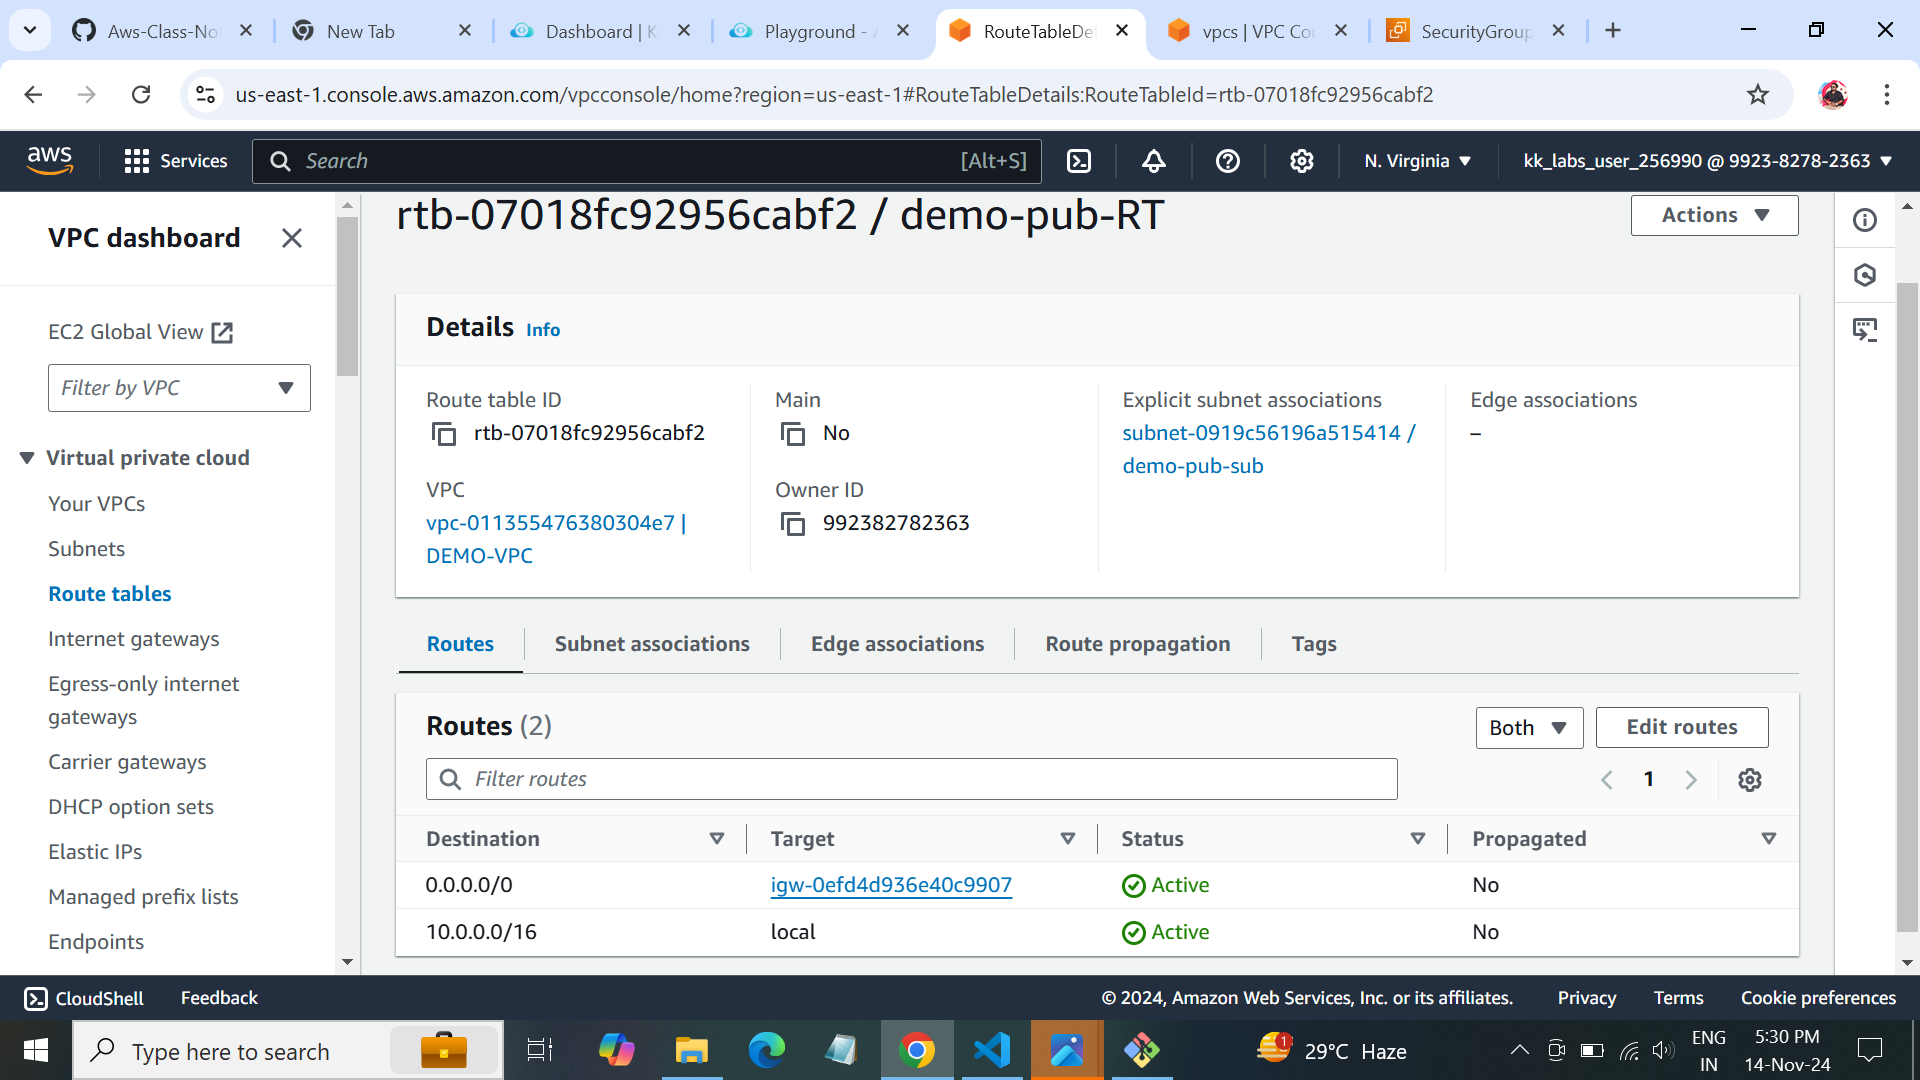 Aws-Class-No
New Tab
Dashboard | K
Playground - A
RouteTableDet
vpcs | VPC Con
SecurityGroup
us-east-1.console.aws.amazon.com/vpcconsole/home?region=us-east-1#RouteTableDetails:RouteTableId=rtb-07018fc92956cabf2
aws
Services
Search
[Alt+S]
N. Virginia
kk_labs_user_256990 @ 9923-8278-2363
VPC dashboard
EC2 Global View
Filter by VPC
Virtual private cloud
Your VPCs
Subnets
Route tables
Internet gateways
Egress-only internet
gateways
Carrier gateways
DHCP option sets
Elastic IPs
Managed prefix lists
Endpoints
rtb-07018fc92956cabf2 / demo-pub-RT
Actions
Details Info
Route table ID
rtb-07018fc92956cabf2
Main
No
Explicit subnet associations
subnet-0919c56196a515414 /
demo-pub-sub
Edge associations
–
VPC
vpc-011355476380304e7 |
DEMO-VPC
Owner ID
992382782363
Routes
Subnet associations
Edge associations
Route propagation
Tags
Routes (2)
Both
Edit routes
Filter routes
1
Destination Target Status Propagated
0.0.0.0/0 igw-0efd4d936e40c9907 Active No
10.0.0.0/16 local Active No
CloudShell
Feedback
© 2024, Amazon Web Services, Inc. or its affiliates.
Privacy
Terms
Cookie preferences
Type here to search
1
29°C Haze
ENG
IN
5:30 PM
14-Nov-24